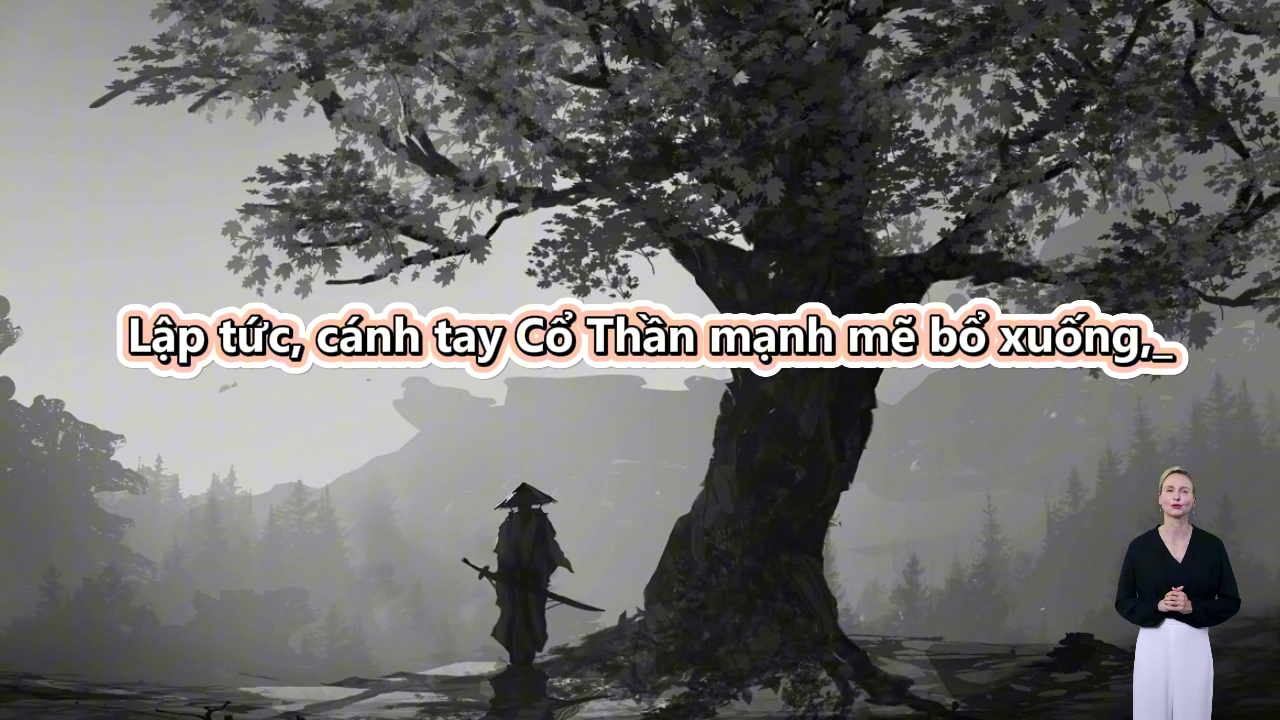 Lập tức, cánh tay Cổ Thần mạnh mẽ bổ xuống,_